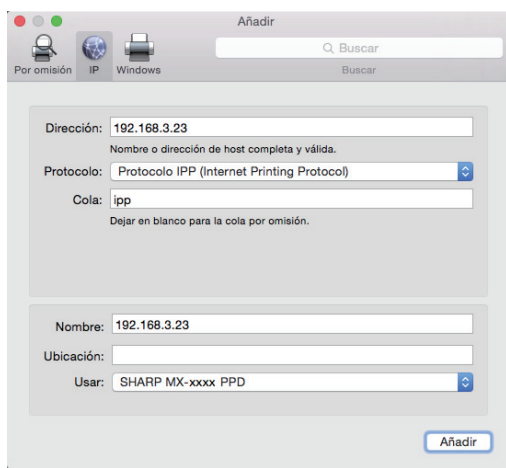 Añadir
Buscar
Por omisión IP Windows Buscar
Dirección: 192.168.3.23
Nombre o dirección de host completa y válida.
Protocolo: Protocolo IPP (Internet Printing Protocol)
Cola: ipp
Dejar en blanco para la cola por omisión.
Nombre: 192.168.3.23
Ubicación:
Usar: SHARP MX-xxxx PPD
Añadir